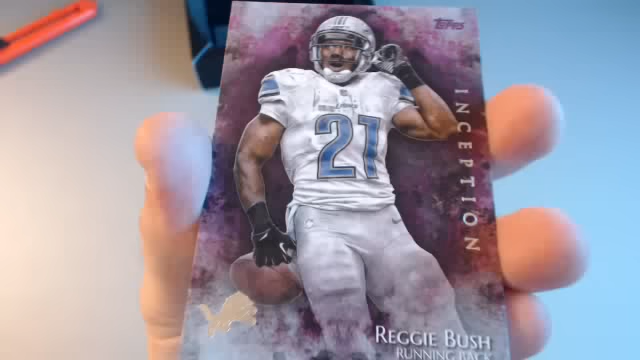 TOPPS
INCEPTION
21
REGGIE BUSH
RUNNING BACK